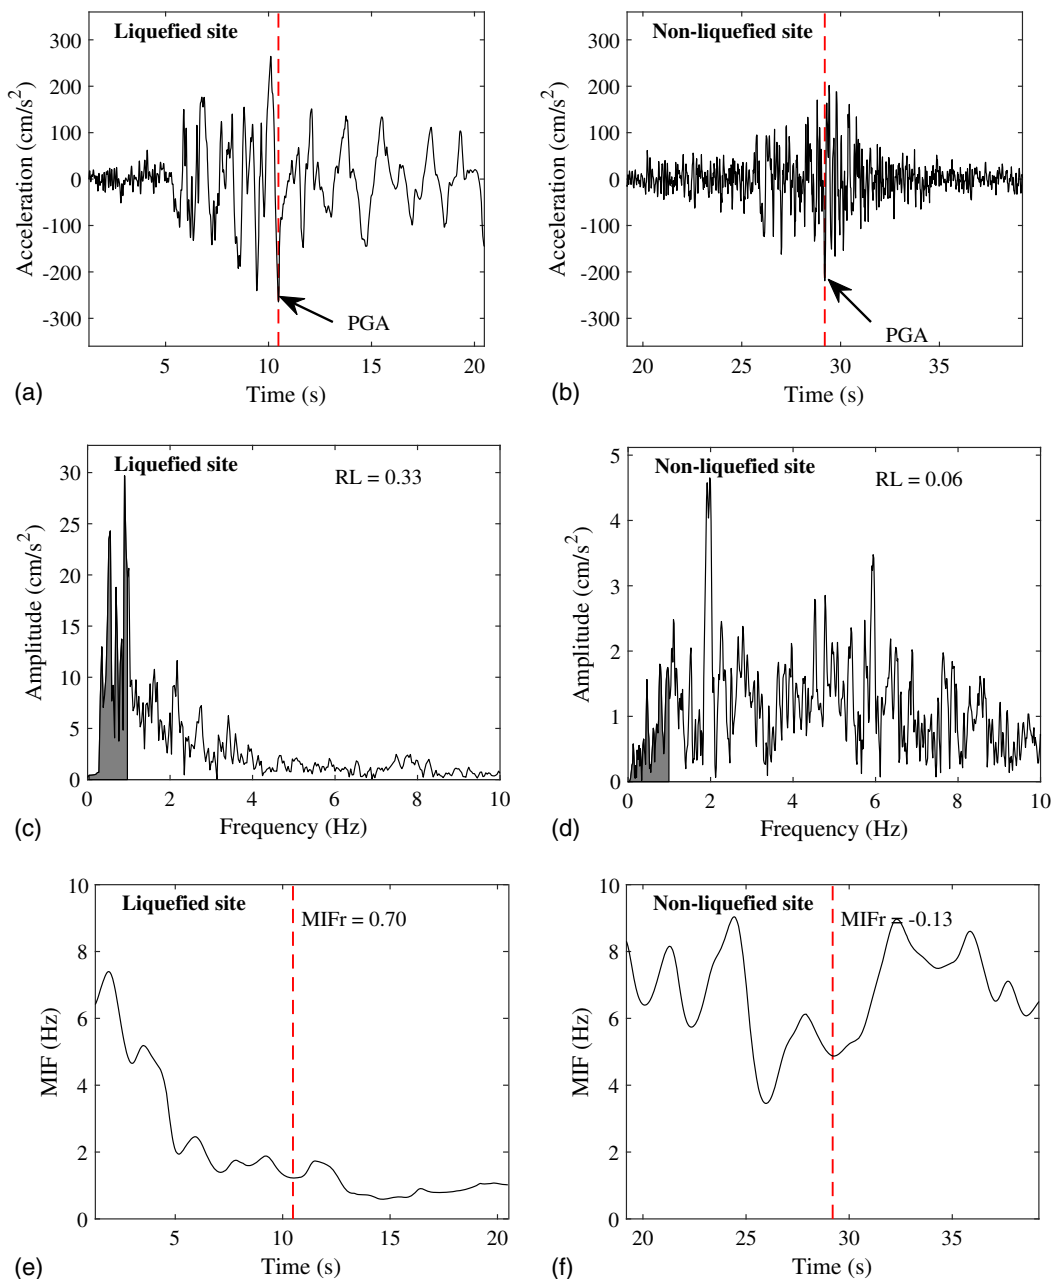 Liquefied site
300
200
100
0
-100
-200
-300
Acceleration (cm/s²)
PGA
5
10
15
20
Time (s)
(a)
Non-liquefied site
300
200
100
0
-100
-200
-300
Acceleration (cm/s²)
PGA
20
25
30
35
Time (s)
(b)
Liquefied site
RL = 0.33
30
25
20
15
10
5
0
Amplitude (cm/s²)
0
2
4
6
8
10
Frequency (Hz)
(c)
Non-liquefied site
RL = 0.06
5
4
3
2
1
0
Amplitude (cm/s²)
0
2
4
6
8
10
Frequency (Hz)
(d)
Liquefied site
MIFr = 0.70
10
8
6
4
2
0
MIF (Hz)
5
10
15
20
Time (s)
(e)
Non-liquefied site
MIFr = -0.13
10
8
6
4
2
0
MIF (Hz)
20
25
30
35
Time (s)
(f)